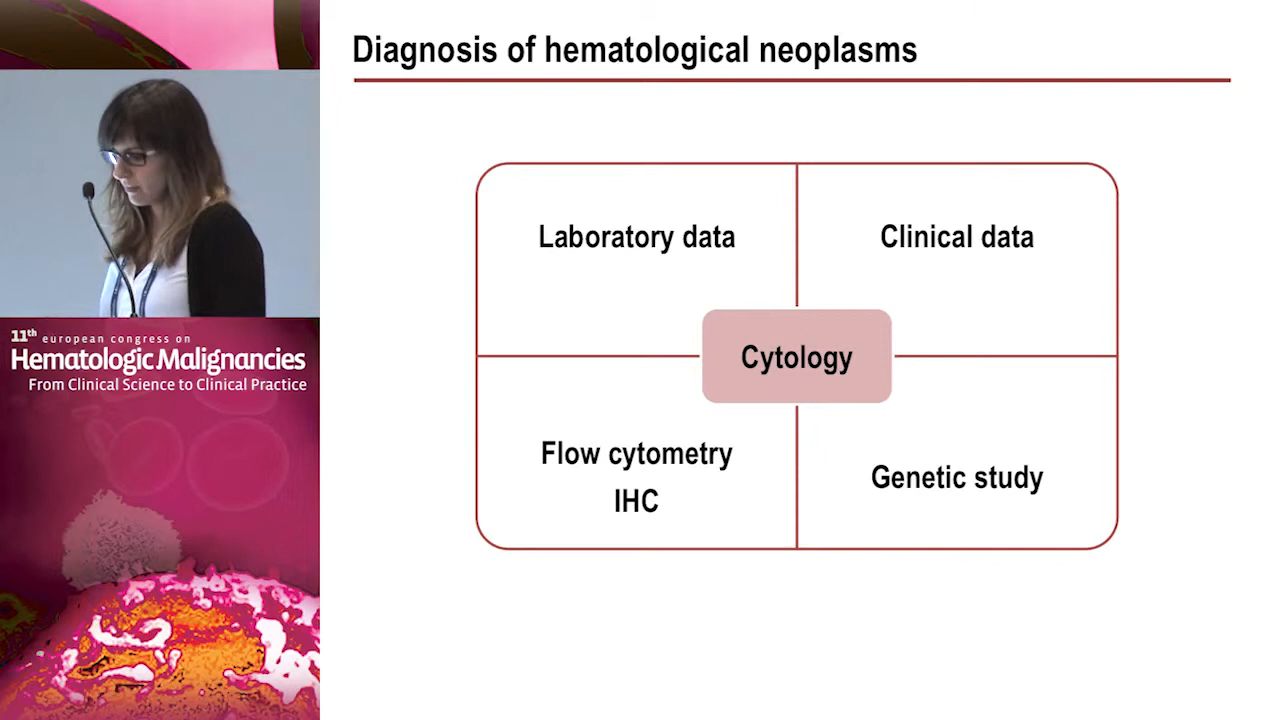 Diagnosis of hematological neoplasms
Laboratory data
Clinical data
Cytology
Flow cytometry
IHC
Genetic study
11th european congress on
Hematologic Malignancies
From Clinical Science to Clinical Practice